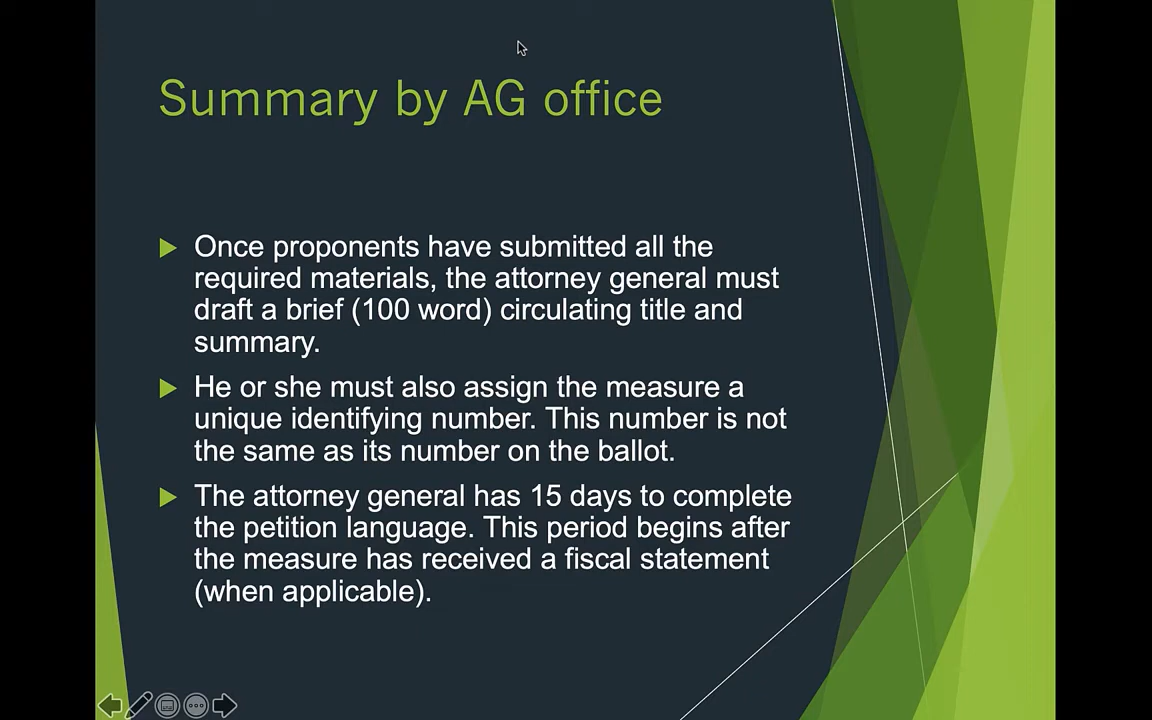 Summary by AG office
Once proponents have submitted all the
required materials, the attorney general must
draft a brief (100 word) circulating title and
summary.
He or she must also assign the measure a
unique identifying number. This number is not
the same as its number on the ballot.
The attorney general has 15 days to complete
the petition language. This period begins after
the measure has received a fiscal statement
(when applicable).